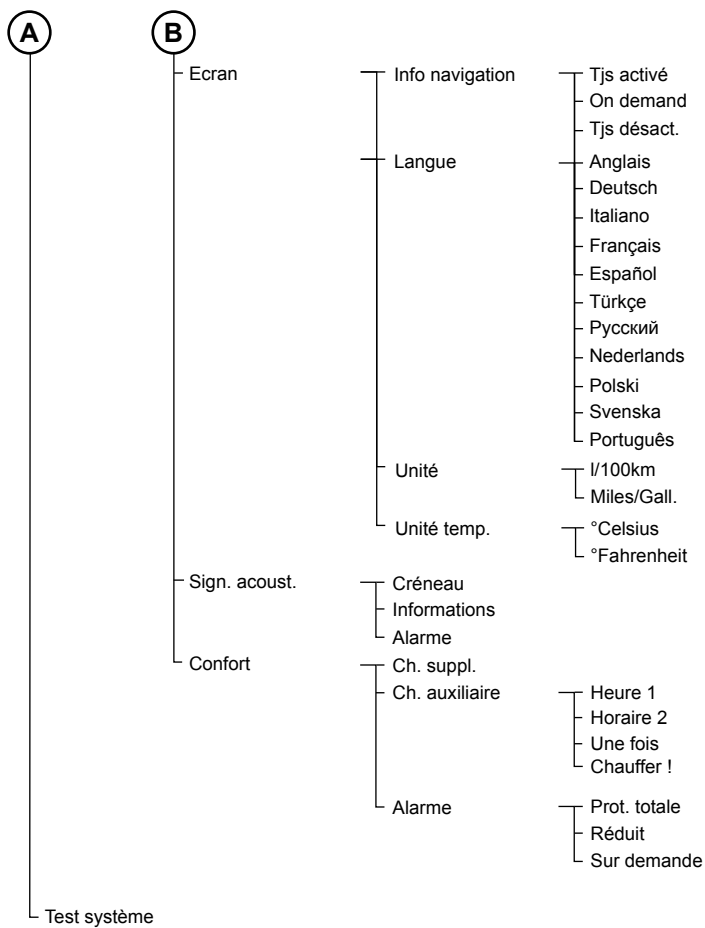 A
B
Ecran
Info navigation
Tjs activé
On demand
Tjs désact.
Langue
Anglais
Deutsch
Italiano
Français
Español
Türkçe
Русский
Nederlands
Polski
Svenska
Português
Unité
l/100km
Miles/Gall.
Unité temp.
°Celsius
°Fahrenheit
Sign. acoust.
Créneau
Informations
Alarme
Confort
Ch. suppl.
Ch. auxiliaire
Heure 1
Horaire 2
Une fois
Chauffer !
Alarme
Prot. totale
Réduit
Sur demande
Test système